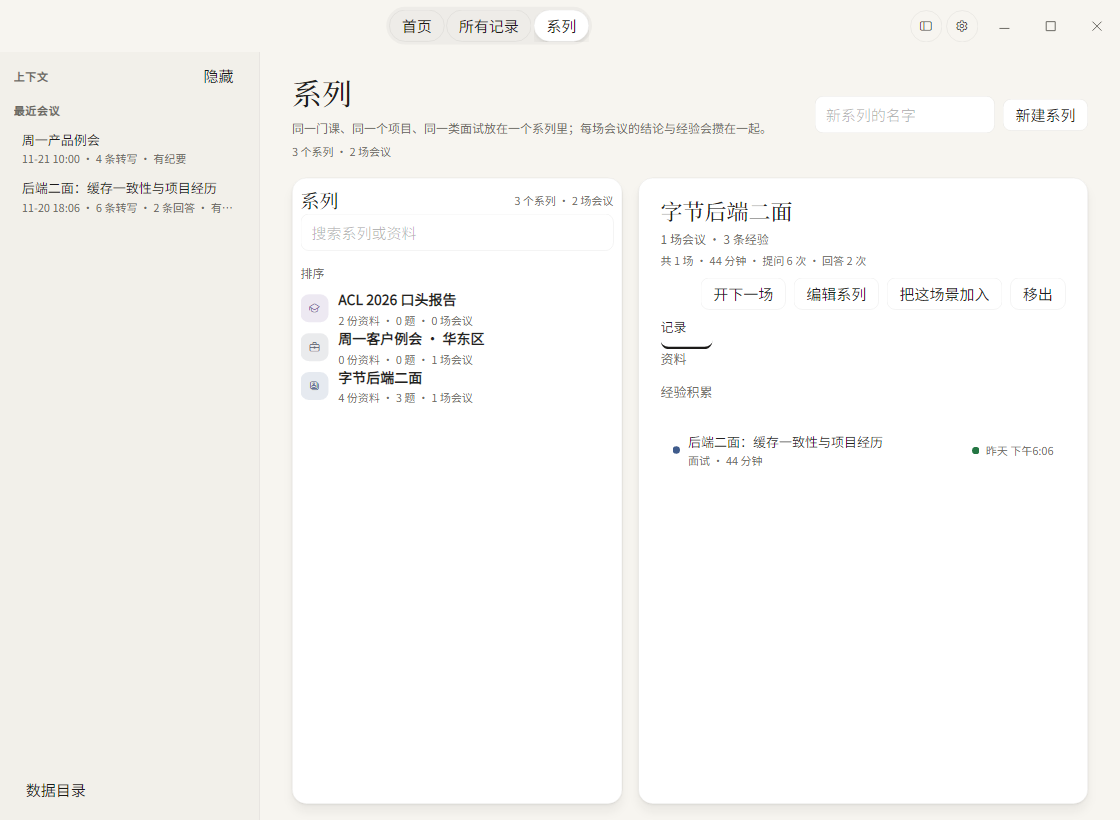 首页 所有记录 系列
上下文 隐藏
最近会议
周一产品例会
11-21 10:00 · 4 条转写 · 有纪要
后端二面：缓存一致性与项目经历
11-20 18:06 · 6 条转写 · 2 条回答 · 有…
数据目录
系列
同一门课、同一个项目、同一类面试放在一个系列里；每场会议的结论与经验会攒在一起。
3 个系列 · 2 场会议
新系列的名字 新建系列
系列 3 个系列 · 2 场会议
搜索系列或资料
排序
ACL 2026 口头报告
2 份资料 · 0 题 · 0 场会议
周一客户例会 · 华东区
0 份资料 · 0 题 · 1 场会议
字节后端二面
4 份资料 · 3 题 · 1 场会议
字节后端二面
1 场会议 · 3 条经验
共 1 场 · 44 分钟 · 提问 6 次 · 回答 2 次
开下一场 编辑系列 把这场景加入 移出
记录
资料
经验积累
后端二面：缓存一致性与项目经历
面试 · 44 分钟
昨天 下午6:06